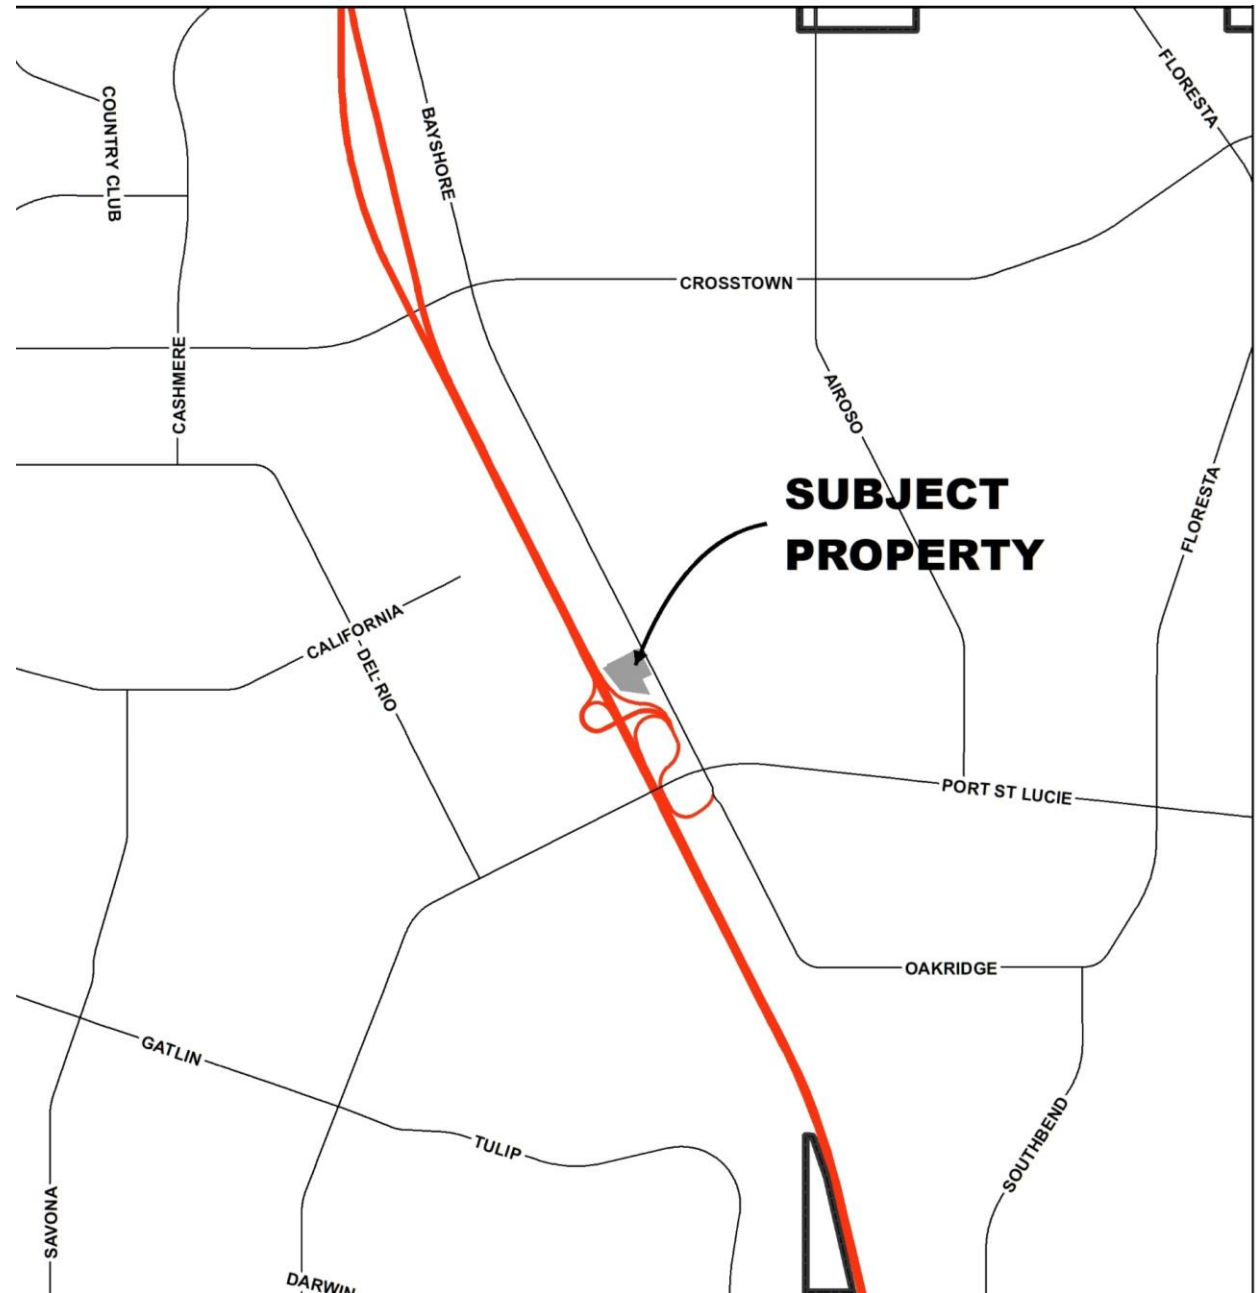 FLORESTA
COUNTRY CLUB
BAYSHORE
CROSSTOWN
CASHMERE
AIROSO
SUBJECT
PROPERTY
FLORESTA
CALIFORNIA
DEL RIO
PORT ST LUCIE
OAKRIDGE
GATLIN
TULIP
SOUTHBEND
SAVONA
DARWIN